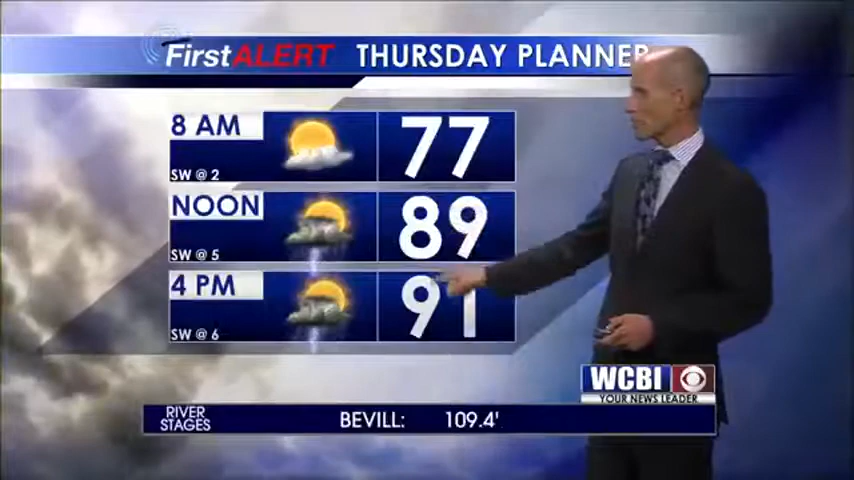 FirstALERT THURSDAY PLANNER
8 AM
77
SW @ 2
NOON
89
SW @ 5
4 PM
91
SW @ 6
WCBI
YOUR NEWS LEADER
RIVER STAGES
BEVILL: 109.4'